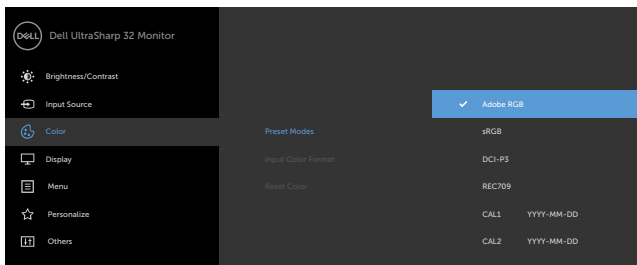 DELL Dell UltraSharp 32 Monitor
Brightness/Contrast
Input Source
Adobe RGB
Color
Preset Modes
sRGB
Display
Input Color Format
DCI-P3
Menu
Reset Color
REC709
Personalize
CAL1 YYYY-MM-DD
Others
CAL2 YYYY-MM-DD